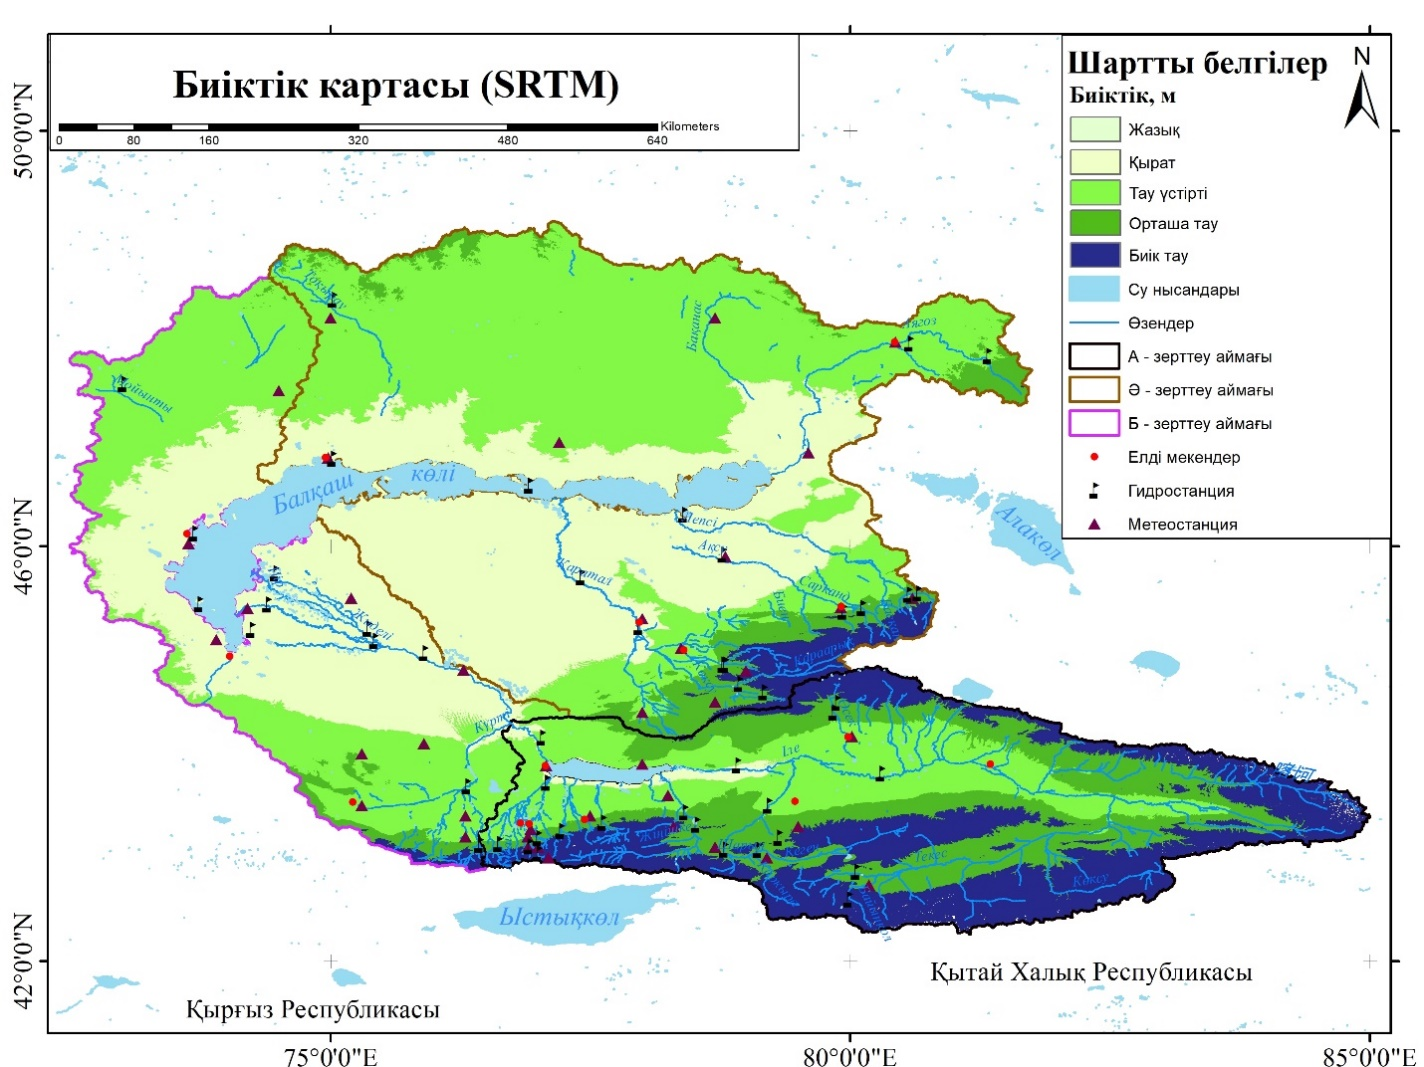 Биіктік картасы (SRTM)
Kilometers
0 80 160 320 480 640
Шартты белгілер
Биіктік, м
N
Жазық
Қырат
Тау үстірті
Орташа тау
Биік тау
Су нысандары
Өзендер
А - зерттеу аймағы
Ә - зерттеу аймағы
Б - зерттеу аймағы
Елді мекендер
Гидростанция
Метеостанция
50°0'0"N
46°0'0"N
42°0'0"N
75°0'0"E
80°0'0"E
85°0'0"E
Бақанас
Аягөз
Балқаш
көлі
Алакөл
Лепсі
Ақсу
Қаратал
Сарқанд
Күрті
Іле
Текес
Көксу
Ыстықкөл
Қытай Халық Республикасы
Қырғыз Республикасы